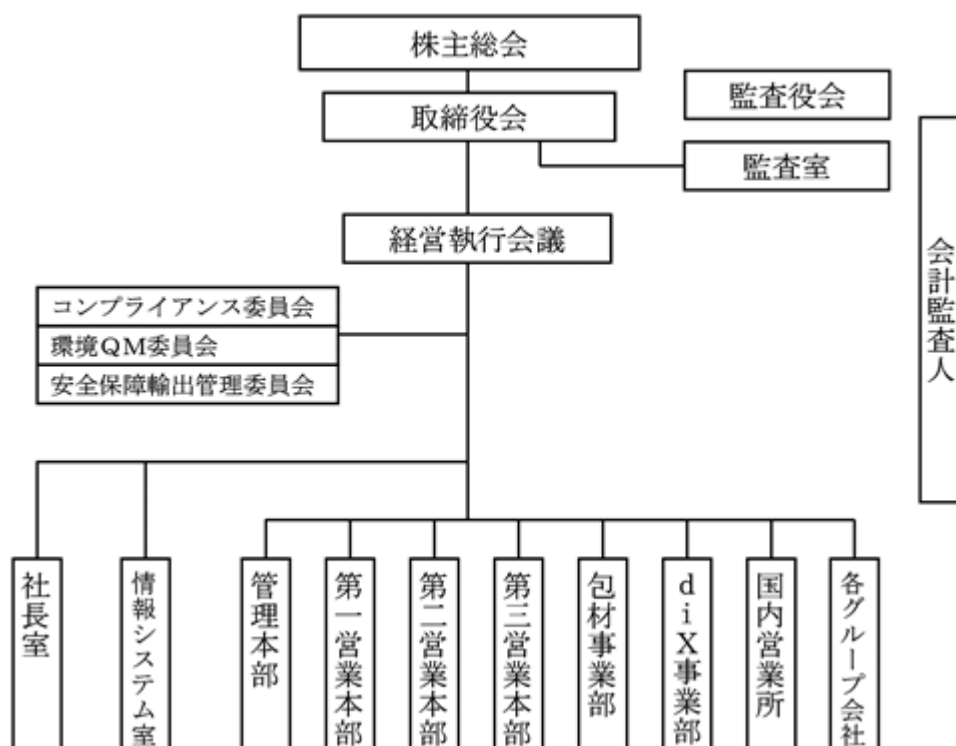 株主総会
監査役会
取締役会
監査室
会計監査人
経営執行会議
コンプライアンス委員会
環境QM委員会
安全保障輸出管理委員会
社長室
情報システム室
管理本部
第一営業本部
第二営業本部
第三営業本部
包材事業部
diX事業部
国内営業所
各グループ会社